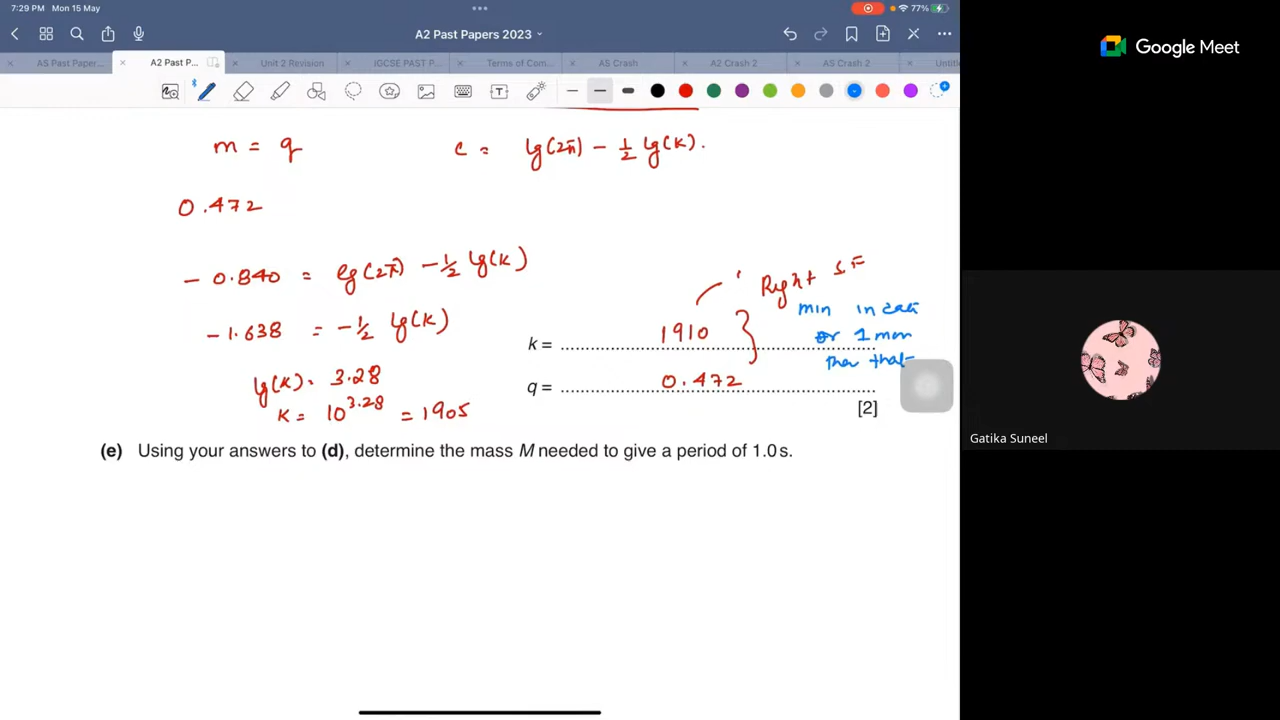 7:29 PM Mon 15 May
77%
A2 Past Papers 2023
AS Past Paper...
A2 Past P...
Unit 2 Revision
IGCSE PAST P...
Terms of Com...
AS Crash
A2 Crash 2
AS Crash 2
Untitl
Google Meet
m = q
c = lg(2π) - ½ lg(k).
0.472
-0.840 = lg(2π) - ½ lg(k)
-1.638 = -½ lg(k)
lg(k) = 3.28
k = 10^3.28 = 1905
Right S.F
min in
or 1 more
than that
k = 1910
q = 0.472
[2]
(e) Using your answers to (d), determine the mass M needed to give a period of 1.0 s.
Gatika Suneel